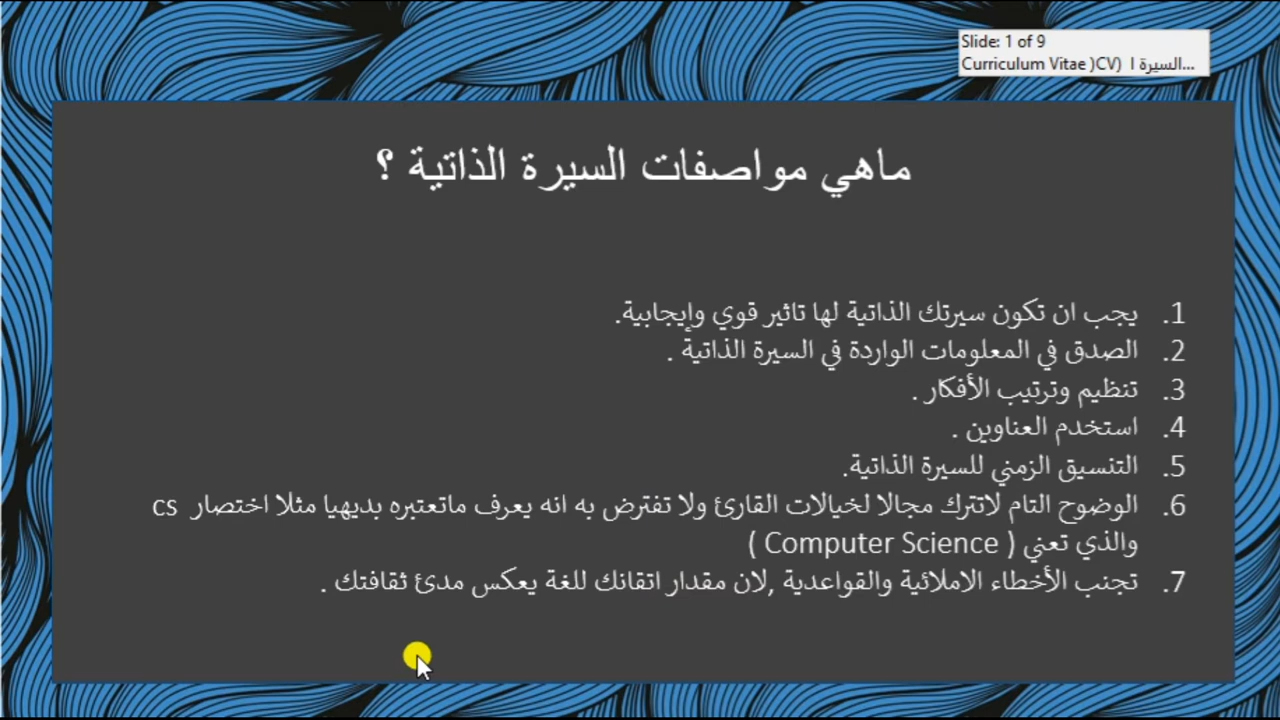 Slide: 1 of 9
Curriculum Vitae )CV) السيرة ا...
ماهي مواصفات السيرة الذاتية ؟
1. يجب ان تكون سيرتك الذاتية لها تاثير قوي وإيجابية.
2. الصدق في المعلومات الواردة في السيرة الذاتية .
3. تنظيم وترتيب الأفكار .
4. استخدم العناوين .
5. التنسيق الزمني للسيرة الذاتية.
6. الوضوح التام لاتترك مجالا لخيالات القارئ ولا تفترض به انه يعرف ماتعتبره بديهيا مثلا اختصار cs
والذي تعني ( Computer Science )
7. تجنب الأخطاء الاملائية والقواعدية ,لان مقدار اتقانك للغة يعكس مدئ ثقافتك .